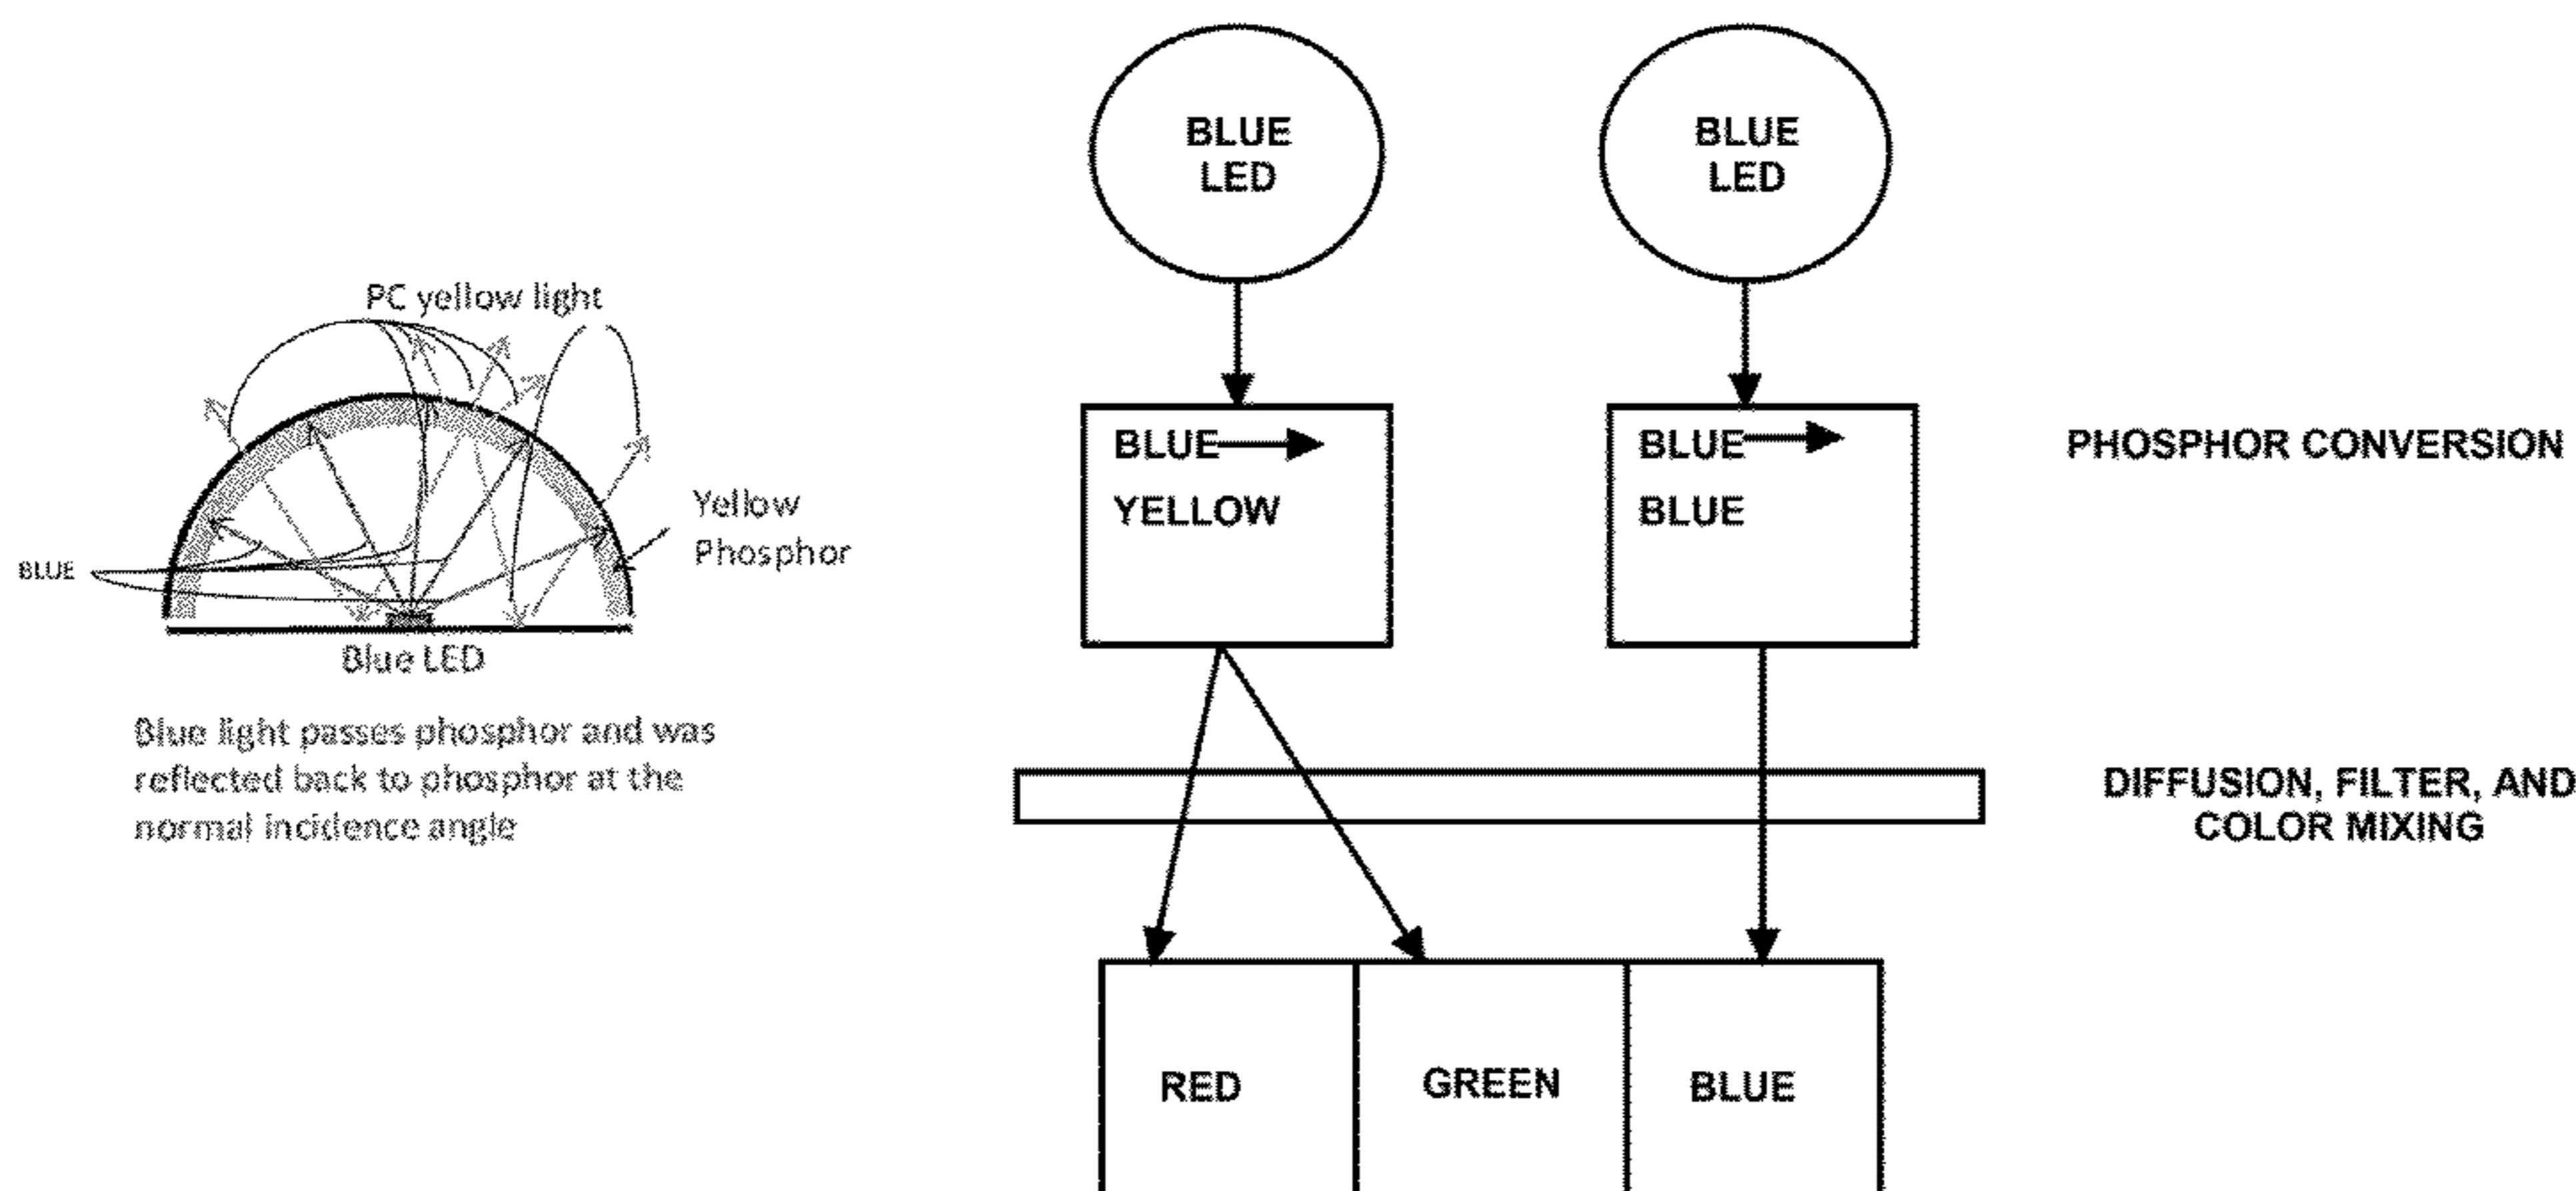 PC yellow light
Yellow
Phosphor
BLUE
Blue LED
Blue light passes phosphor and was
reflected back to phosphor at the
normal incidence angle
BLUE
LED
BLUE
LED
BLUE
YELLOW
BLUE
BLUE
PHOSPHOR CONVERSION
DIFFUSION, FILTER, AND
COLOR MIXING
RED
GREEN
BLUE